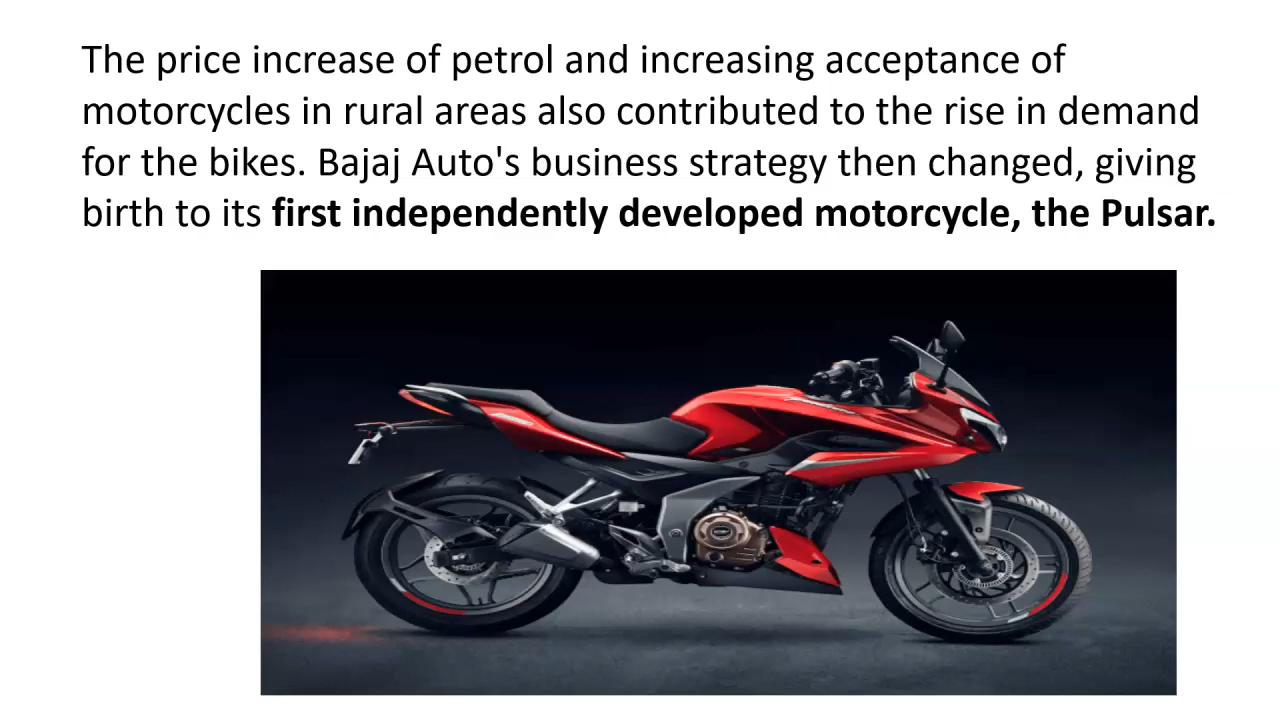 The price increase of petrol and increasing acceptance of
motorcycles in rural areas also contributed to the rise in demand
for the bikes. Bajaj Auto's business strategy then changed, giving
birth to its first independently developed motorcycle, the Pulsar.